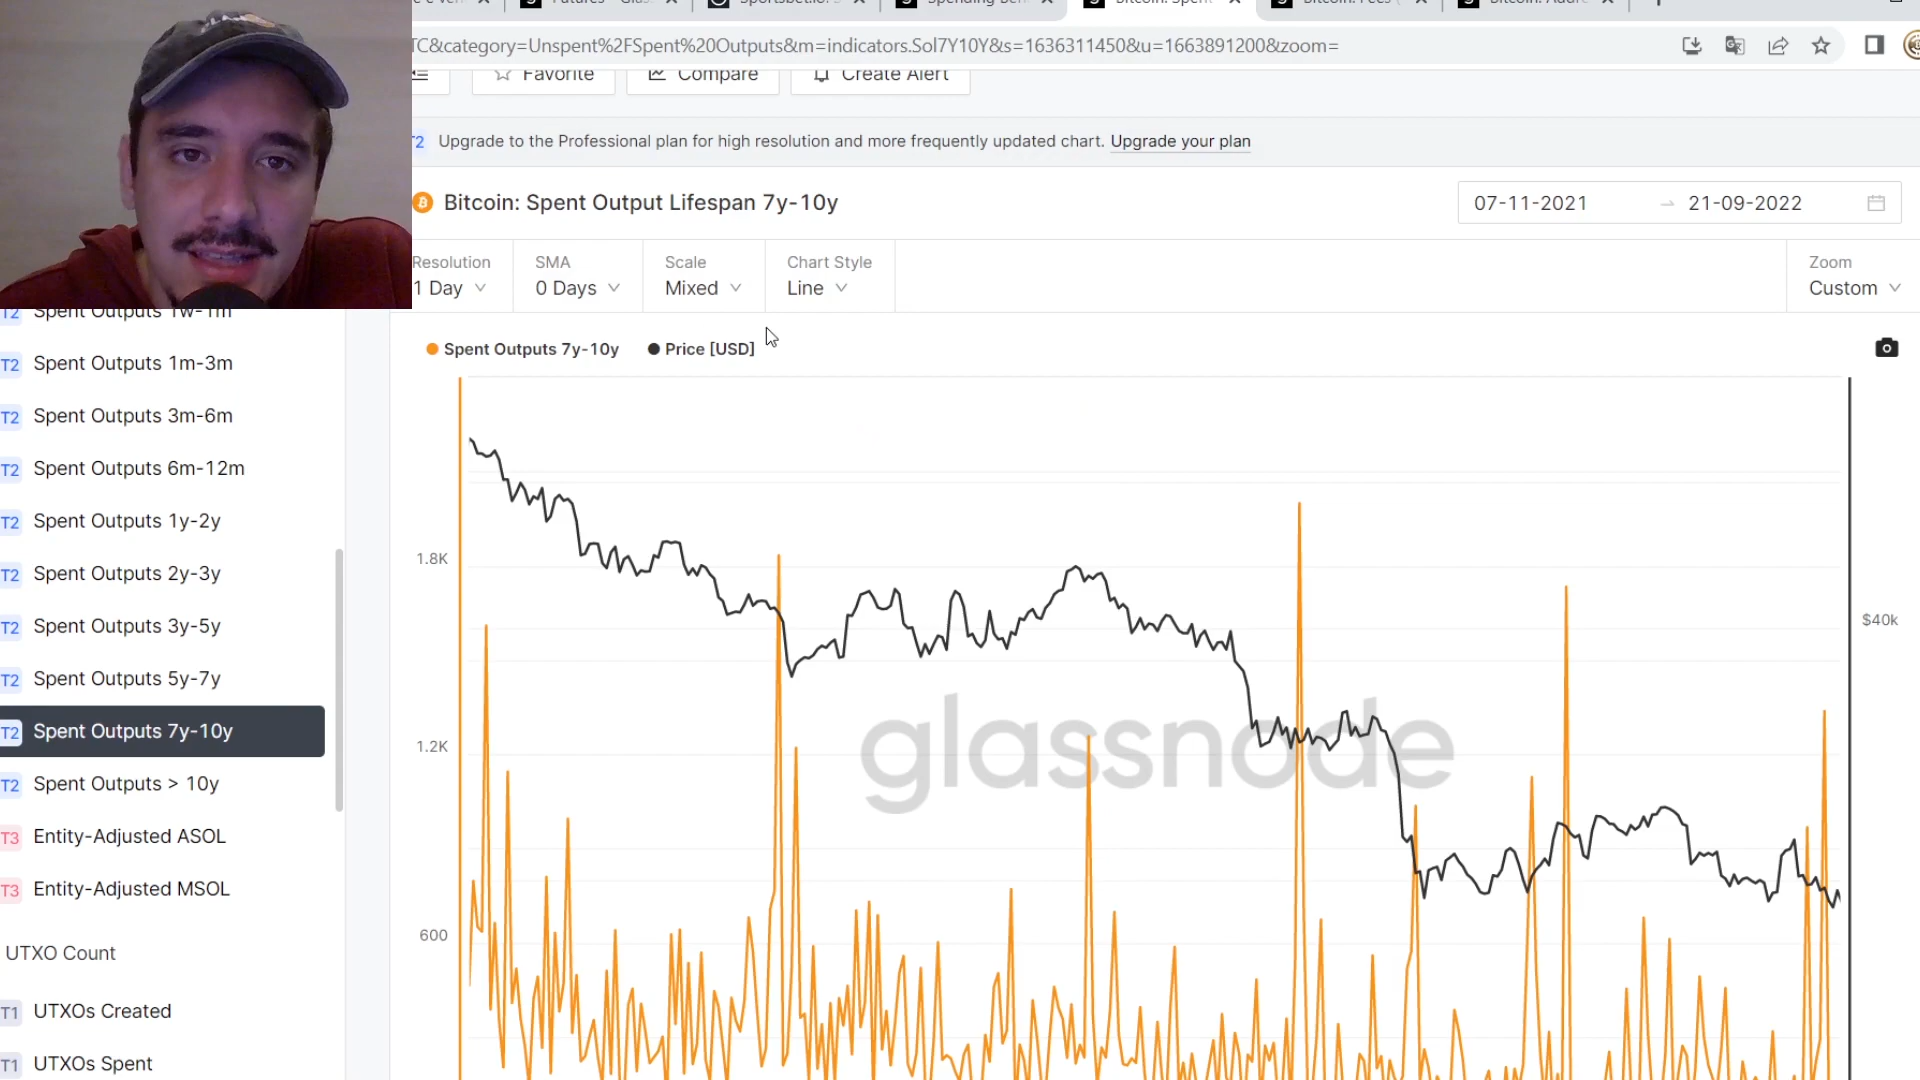 TC&category=Unspent%2FSpent%20Outputs&m=indicators.Sol7Y10Y&s=1636311450&u=1663891200&zoom=
Favorite
Compare
Create Alert
T2 Upgrade to the Professional plan for high resolution and more frequently updated chart. Upgrade your plan
Bitcoin: Spent Output Lifespan 7y-10y
07-11-2021 → 21-09-2022
Resolution
1 Day
SMA
0 Days
Scale
Mixed
Chart Style
Line
Zoom
Custom
T2 Spent Outputs 1w-1m
T2 Spent Outputs 1m-3m
T2 Spent Outputs 3m-6m
T2 Spent Outputs 6m-12m
T2 Spent Outputs 1y-2y
T2 Spent Outputs 2y-3y
T2 Spent Outputs 3y-5y
T2 Spent Outputs 5y-7y
T2 Spent Outputs 7y-10y
T2 Spent Outputs > 10y
T3 Entity-Adjusted ASOL
T3 Entity-Adjusted MSOL
UTXO Count
T1 UTXOs Created
T1 UTXOs Spent
Spent Outputs 7y-10y
Price [USD]
1.8K
1.2K
600
$40k
glassnode